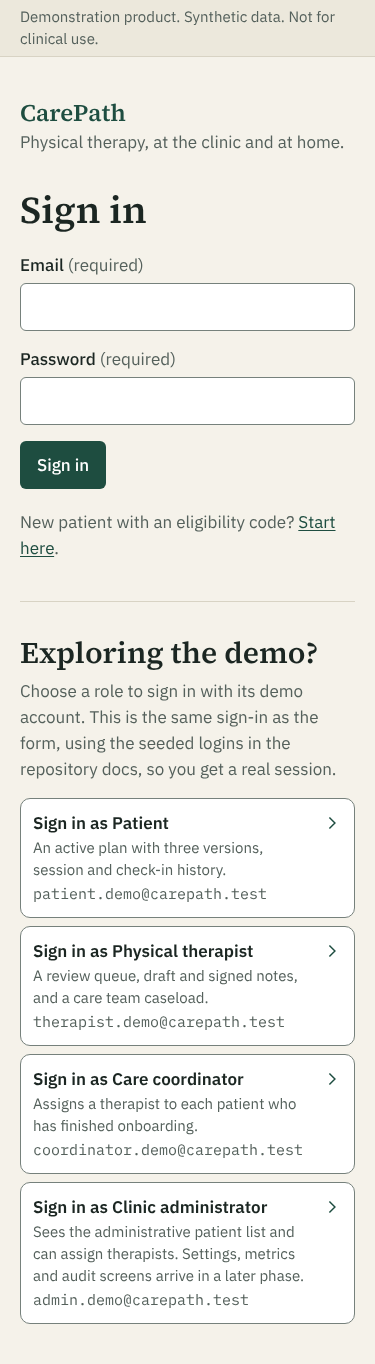 Demonstration product. Synthetic data. Not for
clinical use.
CarePath
Physical therapy, at the clinic and at home.
Sign in
Email (required)
Password (required)
Sign in
New patient with an eligibility code? Start
here.
Exploring the demo?
Choose a role to sign in with its demo
account. This is the same sign-in as the
form, using the seeded logins in the
repository docs, so you get a real session.
Sign in as Patient
An active plan with three versions,
session and check-in history.
patient.demo@carepath.test
Sign in as Physical therapist
A review queue, draft and signed notes,
and a care team caseload.
therapist.demo@carepath.test
Sign in as Care coordinator
Assigns a therapist to each patient who
has finished onboarding.
coordinator.demo@carepath.test
Sign in as Clinic administrator
Sees the administrative patient list and
can assign therapists. Settings, metrics
and audit screens arrive in a later phase.
admin.demo@carepath.test